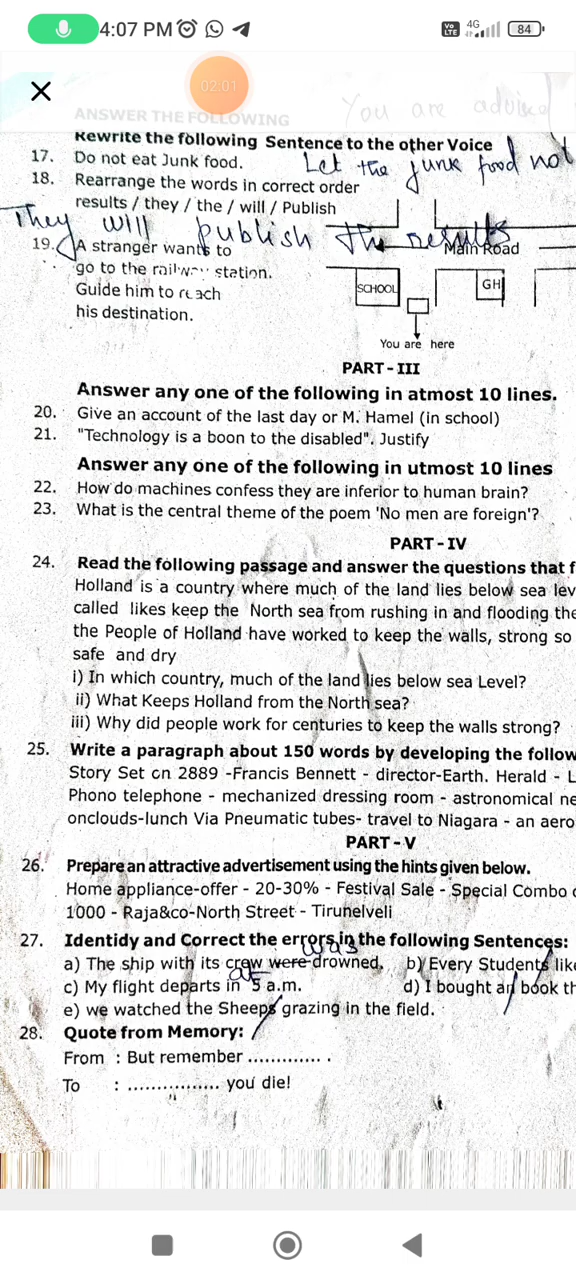 4:07 PM
Vo LTE 4G 84
02:01
ANSWER THE FOLLOWING You are advised
Rewrite the following Sentence to the other Voice
17. Do not eat Junk food. Let the junk food not
18. Rearrange the words in correct order
results / they / the / will / Publish
They will publish the results
19. A stranger wants to
go to the railway station.
Guide him to reach
his destination.
Main Road
SCHOOL
GH
You are here
PART - III
Answer any one of the following in atmost 10 lines.
20. Give an account of the last day or M. Hamel (in school)
21. "Technology is a boon to the disabled". Justify
Answer any one of the following in utmost 10 lines
22. How do machines confess they are inferior to human brain?
23. What is the central theme of the poem 'No men are foreign'?
PART - IV
24. Read the following passage and answer the questions that f
Holland is a country where much of the land lies below sea lev
called likes keep the North sea from rushing in and flooding the
the People of Holland have worked to keep the walls, strong so
safe and dry
i) In which country, much of the land lies below sea Level?
ii) What Keeps Holland from the North sea?
iii) Why did people work for centuries to keep the walls strong?
25. Write a paragraph about 150 words by developing the follow
Story Set on 2889 -Francis Bennett - director-Earth. Herald - L
Phono telephone - mechanized dressing room - astronomical ne
onclouds-lunch Via Pneumatic tubes- travel to Niagara - an aero
PART - V
26. Prepare an attractive advertisement using the hints given below.
Home appliance-offer - 20-30% - Festival Sale - Special Combo
1000 - Raja&co-North Street - Tirunelveli
27. Identidy and Correct the errors in the following Sentences:
was
a) The ship with its crew were drowned. b) Every Students like
at
c) My flight departs in 5 a.m. d) I bought an book th
e) we watched the Sheeps grazing in the field.
28. Quote from Memory:
From : But remember .............. .
To : ................ you die!